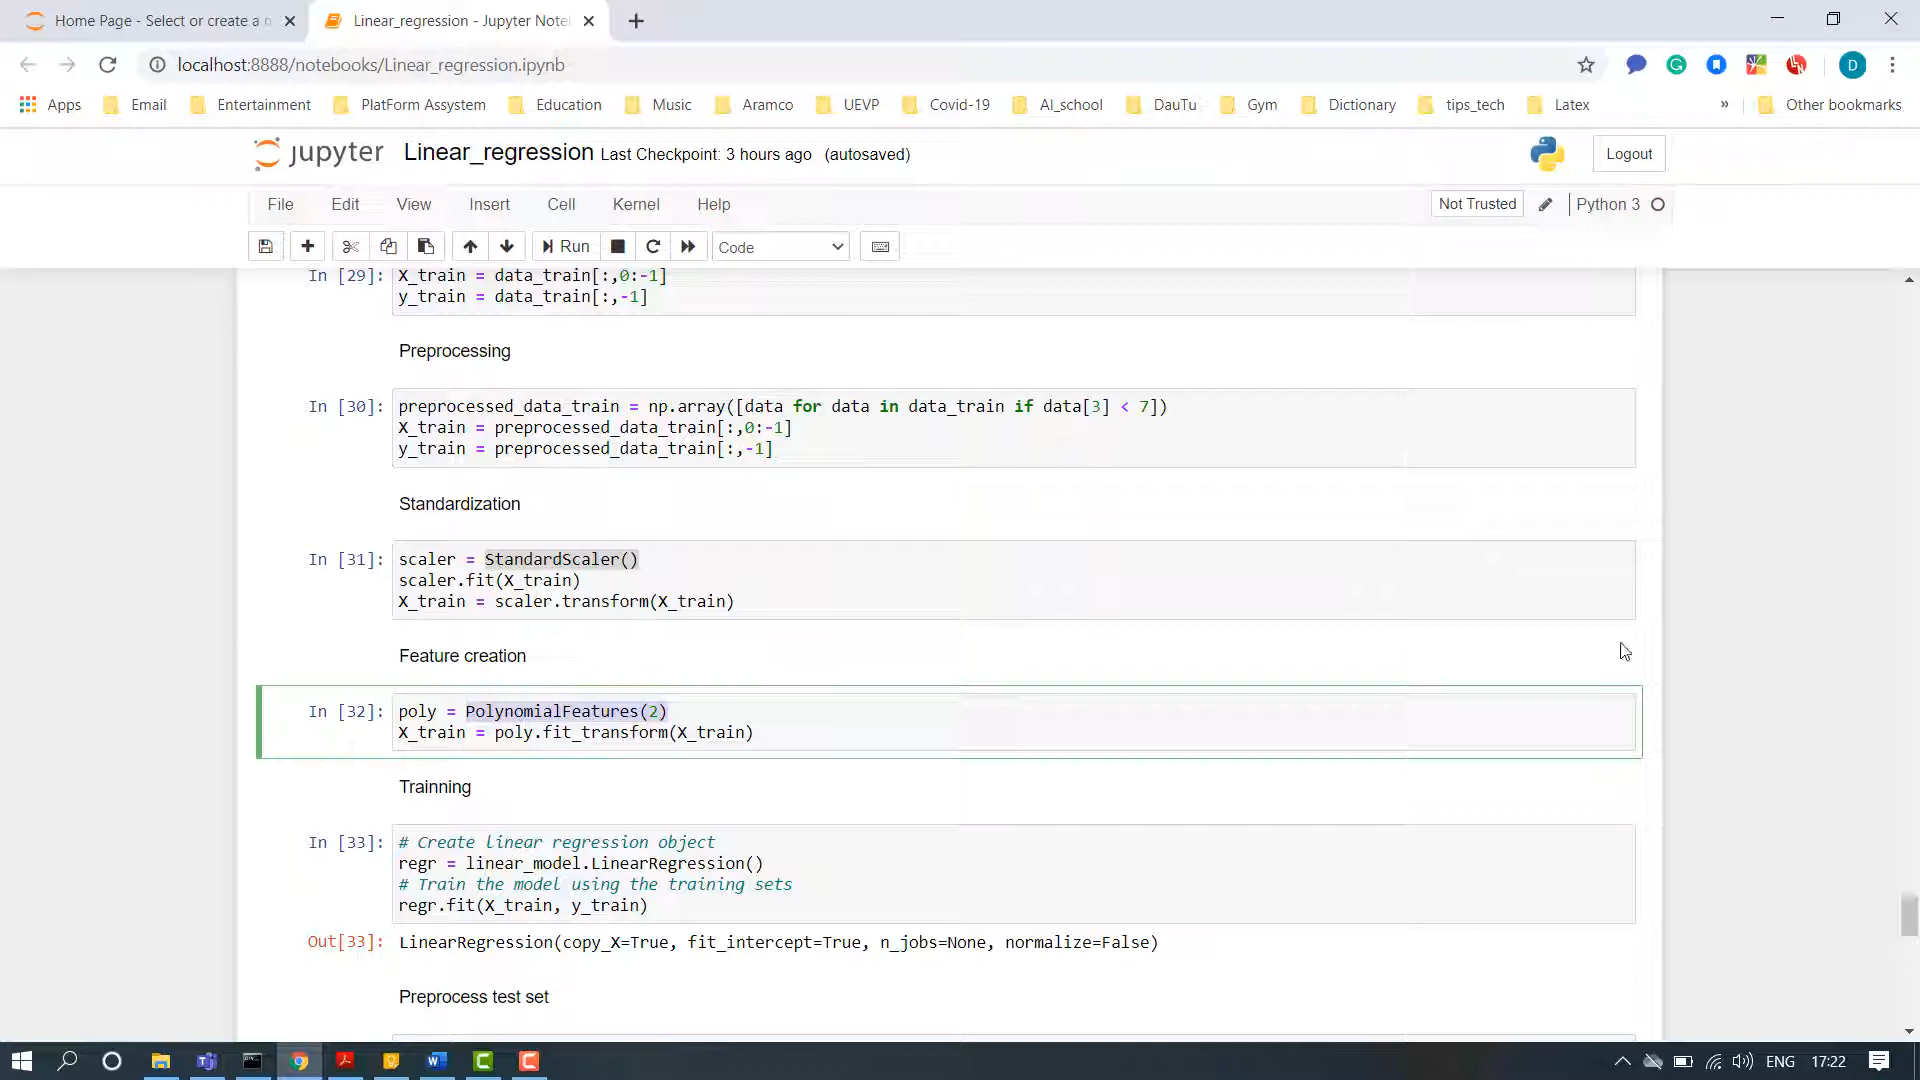 Home Page - Select or create a n
Linear_regression - Jupyter Note
localhost:8888/notebooks/Linear_regression.ipynb
D
Apps Email Entertainment PlatForm Assystem Education Music Aramco UEVP Covid-19 AI_school DauTu Gym Dictionary tips_tech Latex » Other bookmarks
jupyter Linear_regression Last Checkpoint: 3 hours ago (autosaved)
Logout
File Edit View Insert Cell Kernel Help
Not Trusted Python 3
Run Code
In [29]: X_train = data_train[:,0:-1]
y_train = data_train[:,-1]
Preprocessing
In [30]: preprocessed_data_train = np.array([data for data in data_train if data[3] < 7])
X_train = preprocessed_data_train[:,0:-1]
y_train = preprocessed_data_train[:,-1]
Standardization
In [31]: scaler = StandardScaler()
scaler.fit(X_train)
X_train = scaler.transform(X_train)
Feature creation
In [32]: poly = PolynomialFeatures(2)
X_train = poly.fit_transform(X_train)
Trainning
In [33]: # Create linear regression object
regr = linear_model.LinearRegression()
# Train the model using the training sets
regr.fit(X_train, y_train)
Out[33]: LinearRegression(copy_X=True, fit_intercept=True, n_jobs=None, normalize=False)
Preprocess test set
ENG 17:22